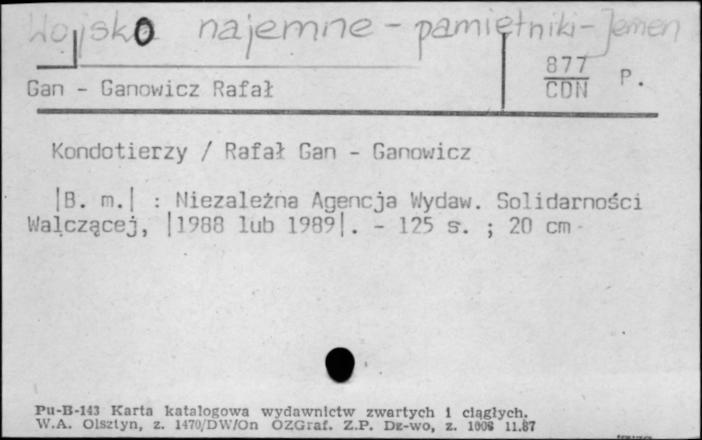 Wojsko najemne - pamiętniki - Jemen
877
CDN P.
Gan - Ganowicz Rafał
Kondotierzy / Rafał Gan - Ganowicz
|B. m.| : Niezależna Agencja Wydaw. Solidarności
Walczącej, |1988 lub 1989|. - 125 s. ; 20 cm
Pu-B-143 Karta katalogowa wydawnictw zwartych i ciągłych.
W.A. Olsztyn, z. 1470/DW/On OZGraf. Z.P. Dz-wo, z. 1008 11.87